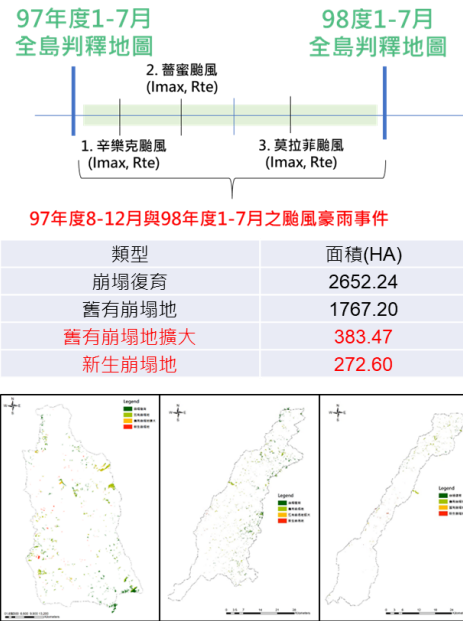 97年度1-7月
全島判釋地圖
98年度1-7月
全島判釋地圖
2. 薔蜜颱風
(Imax, Rte)
1. 辛樂克颱風
(Imax, Rte)
3. 莫拉菲颱風
(Imax, Rte)
97年度8-12月與98年度1-7月之颱風豪雨事件
類型 面積(HA)
崩塌復育 2652.24
舊有崩塌地 1767.20
舊有崩塌地擴大 383.47
新生崩塌地 272.60
Legend
Legend
Legend